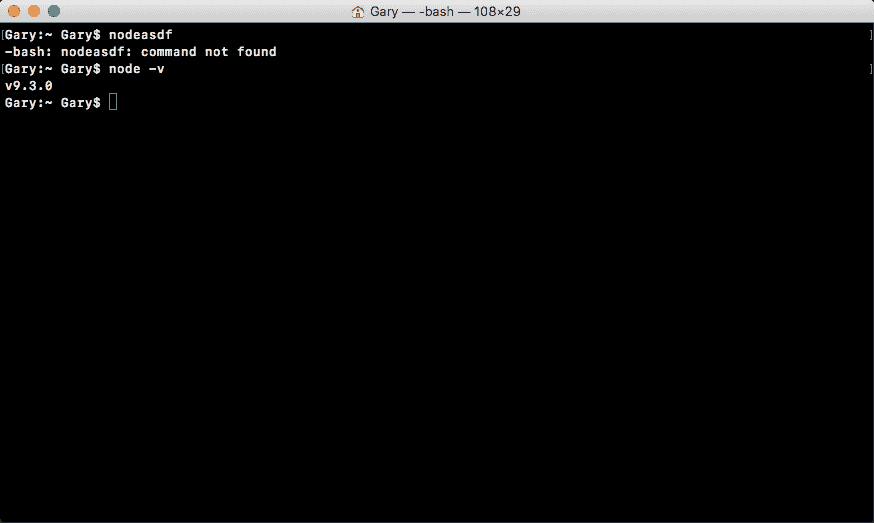 Gary — -bash — 108×29
[Gary:~ Gary$ nodeasdf ]
-bash: nodeasdf: command not found
[Gary:~ Gary$ node -v ]
v9.3.0
Gary:~ Gary$